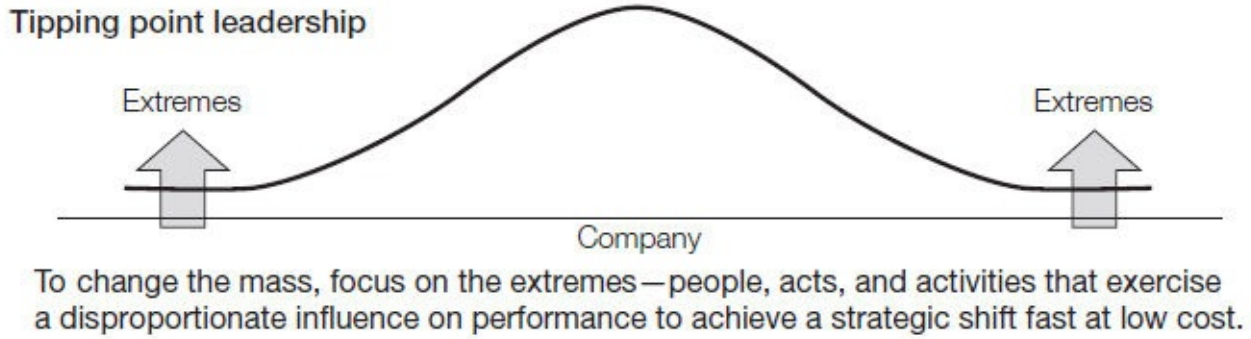 Tipping point leadership
Extremes
Extremes
Company
To change the mass, focus on the extremes—people, acts, and activities that exercise
a disproportionate influence on performance to achieve a strategic shift fast at low cost.